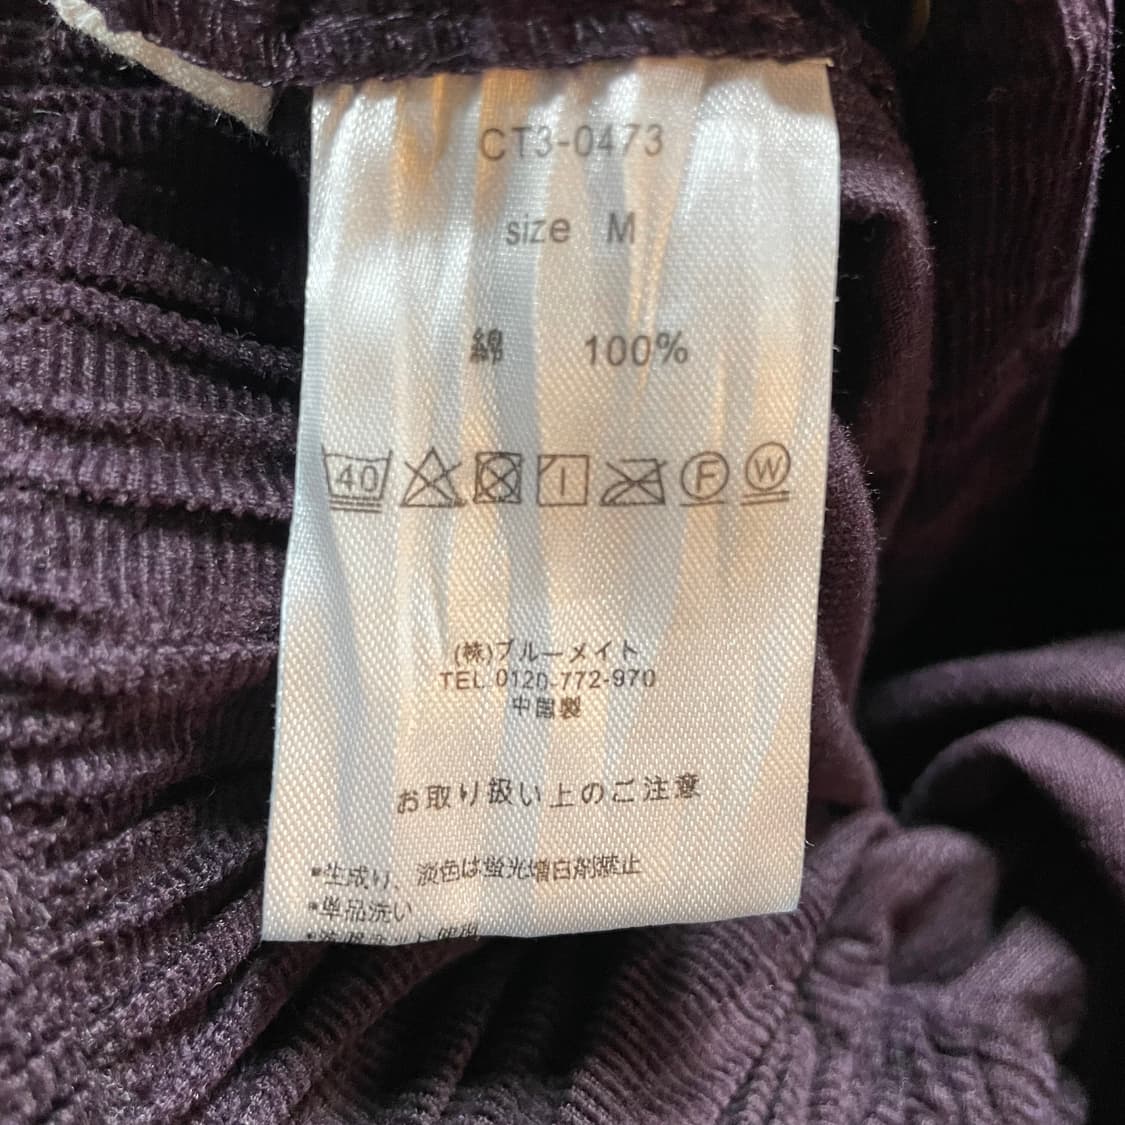 CT3-0473
size M
綿 100%
40
F W
(株)ブルーメイト
TEL 0120-772-970
中国製
お取り扱い上のご注意
*生成り、淡色は蛍光増白剤禁止
*単品洗い